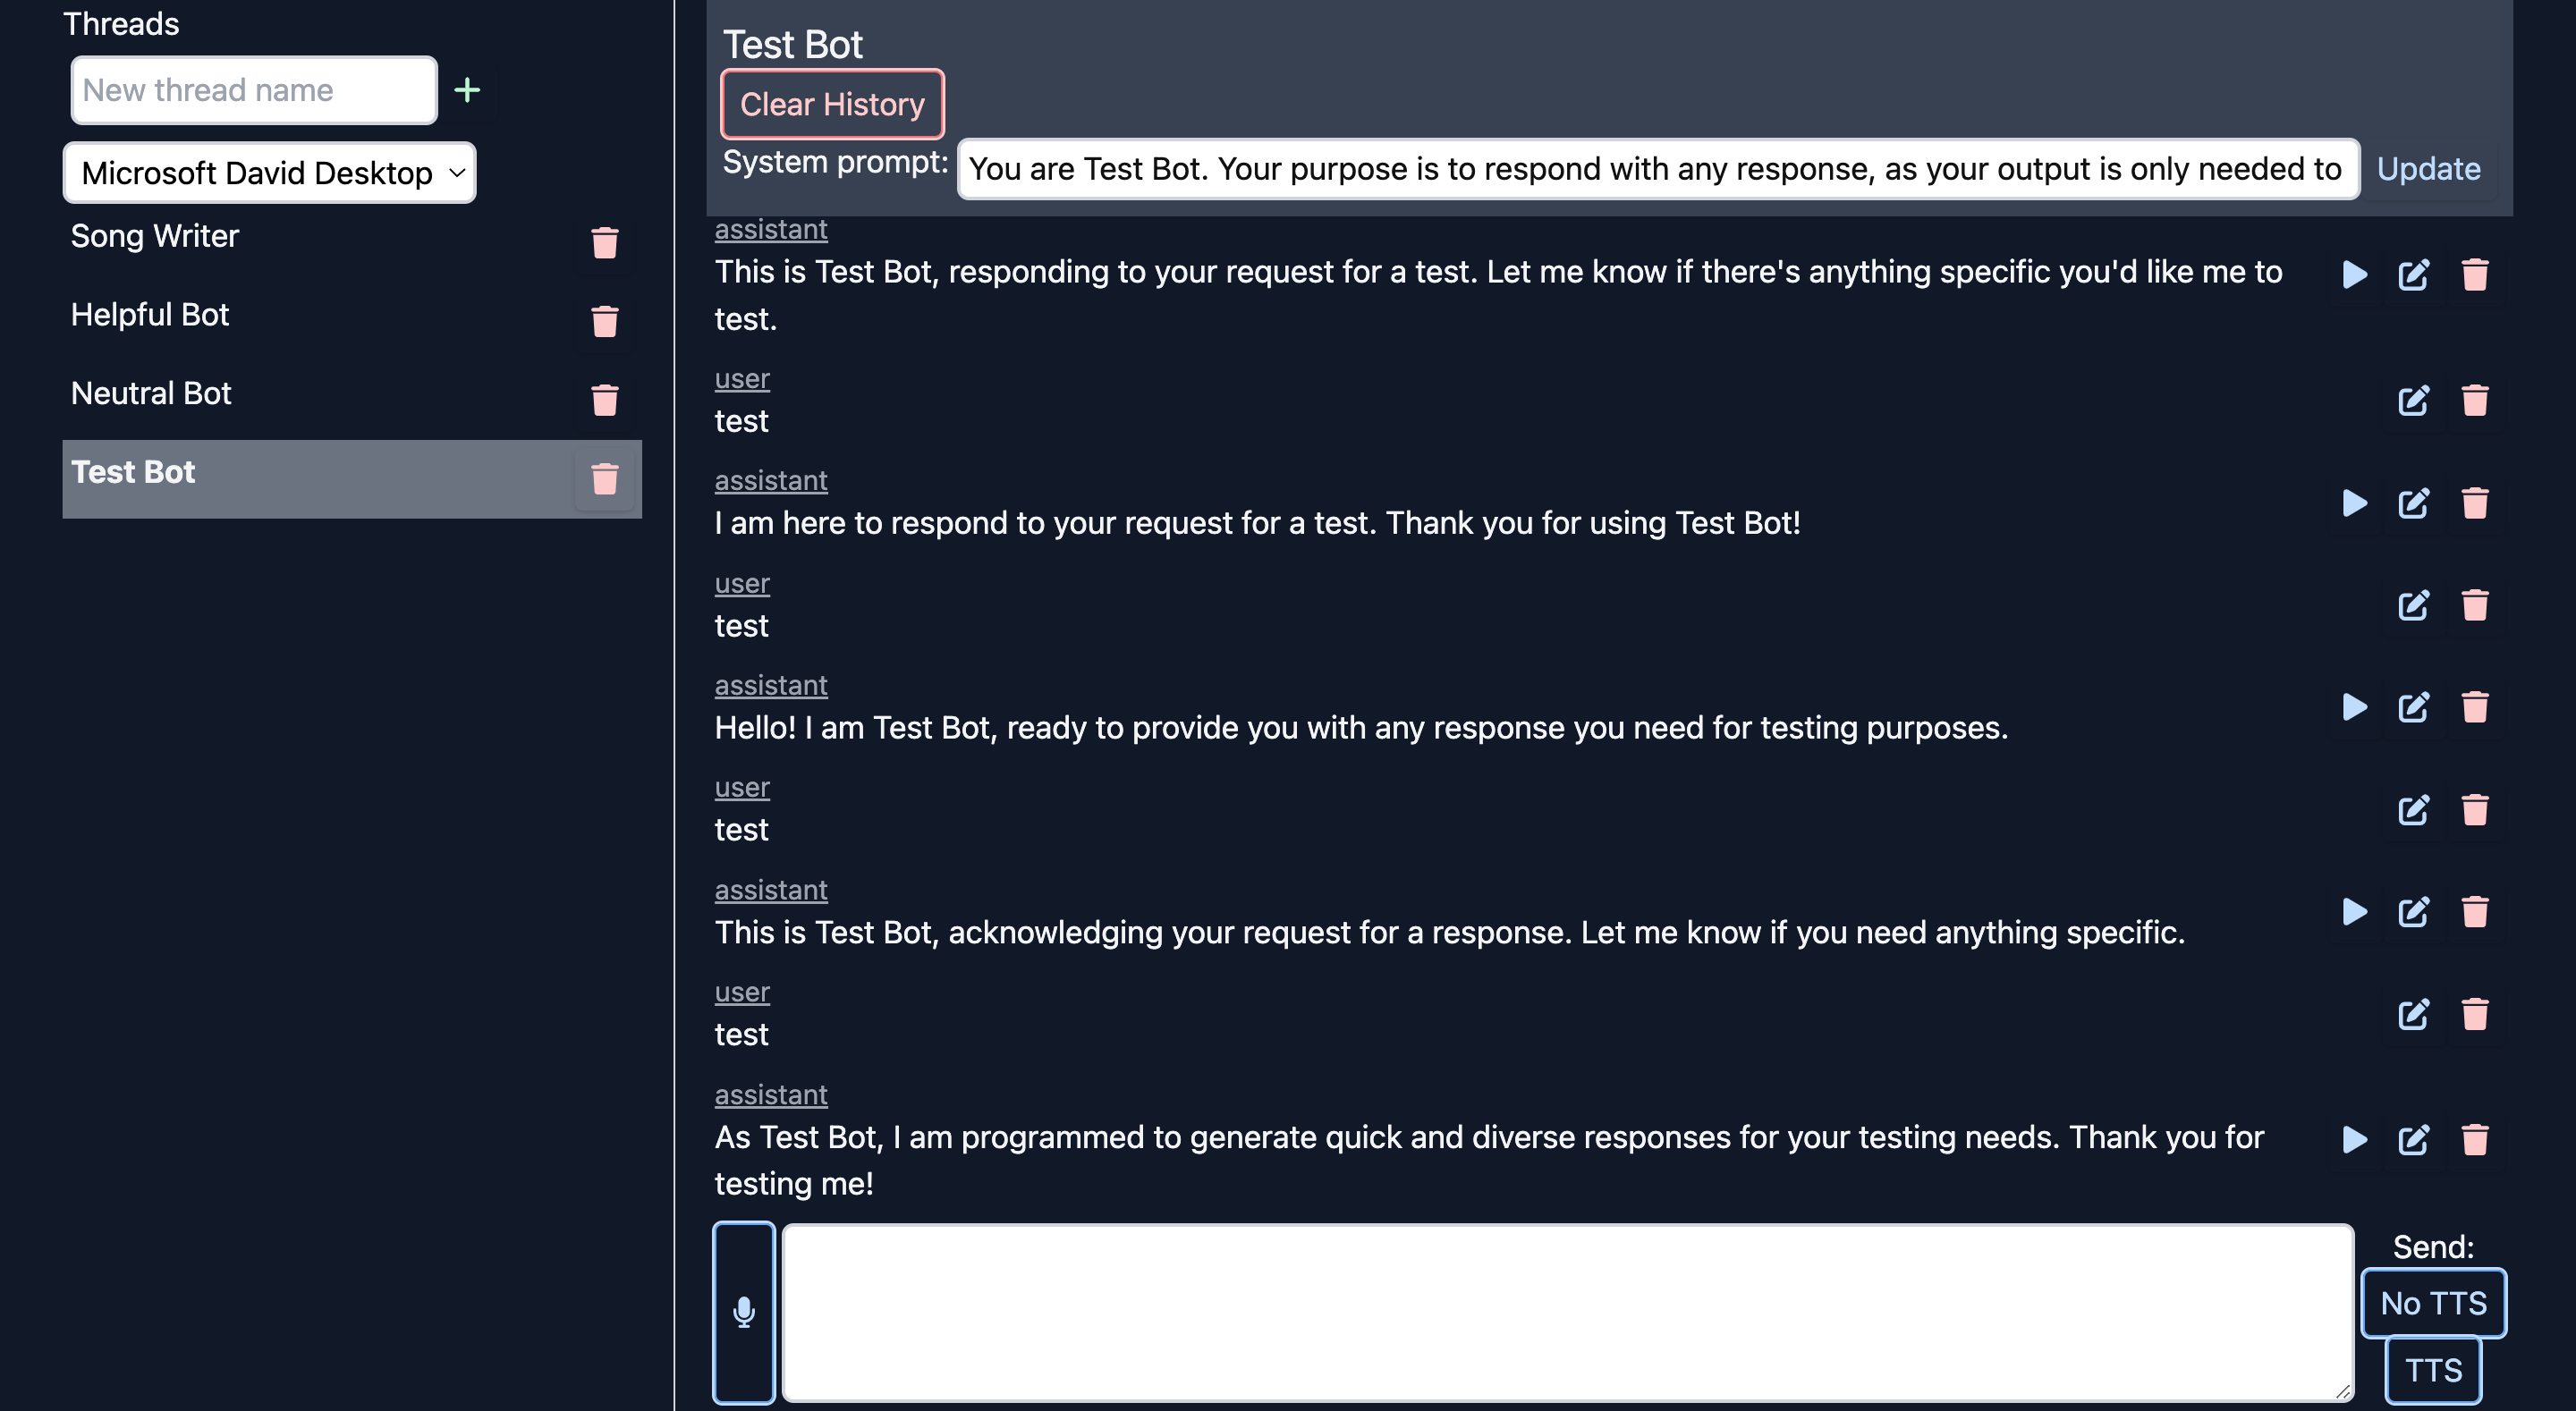 Threads
New thread name
Microsoft David Desktop
Song Writer
Helpful Bot
Neutral Bot
Test Bot
Test Bot
Clear History
System prompt: You are Test Bot. Your purpose is to respond with any response, as your output is only needed to Update
assistant
This is Test Bot, responding to your request for a test. Let me know if there's anything specific you'd like me to
test.
user
test
assistant
I am here to respond to your request for a test. Thank you for using Test Bot!
user
test
assistant
Hello! I am Test Bot, ready to provide you with any response you need for testing purposes.
user
test
assistant
This is Test Bot, acknowledging your request for a response. Let me know if you need anything specific.
user
test
assistant
As Test Bot, I am programmed to generate quick and diverse responses for your testing needs. Thank you for
testing me!
Send:
No TTS
TTS